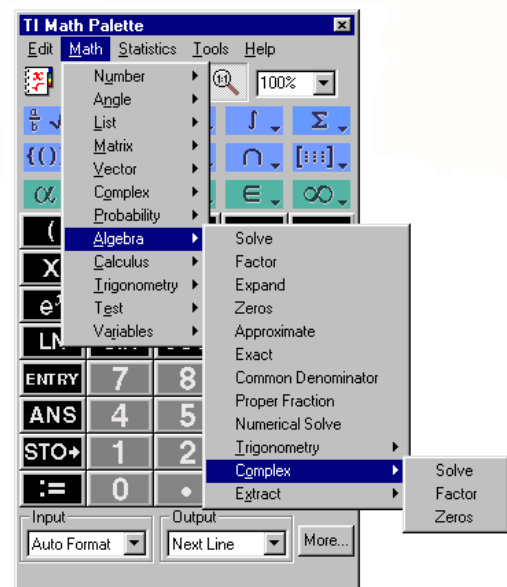 TI Math Palette
Edit Math Statistics Tools Help
Number
100%
Angle
List
Matrix
Vector
Complex
Probability
Algebra
Calculus
Trigonometry
Test
Variables
Solve
Factor
Expand
Zeros
Approximate
Exact
Common Denominator
Proper Fraction
Numerical Solve
Trigonometry
Complex
Extract
Solve
Factor
Zeros
∫ Σ
{() ∩ [:::]
α ∈ ∞
(
X
e
LN
ENTRY 7 8
ANS 4 5
STO→ 1 2
:= 0 .
Input Output
Auto Format Next Line More...